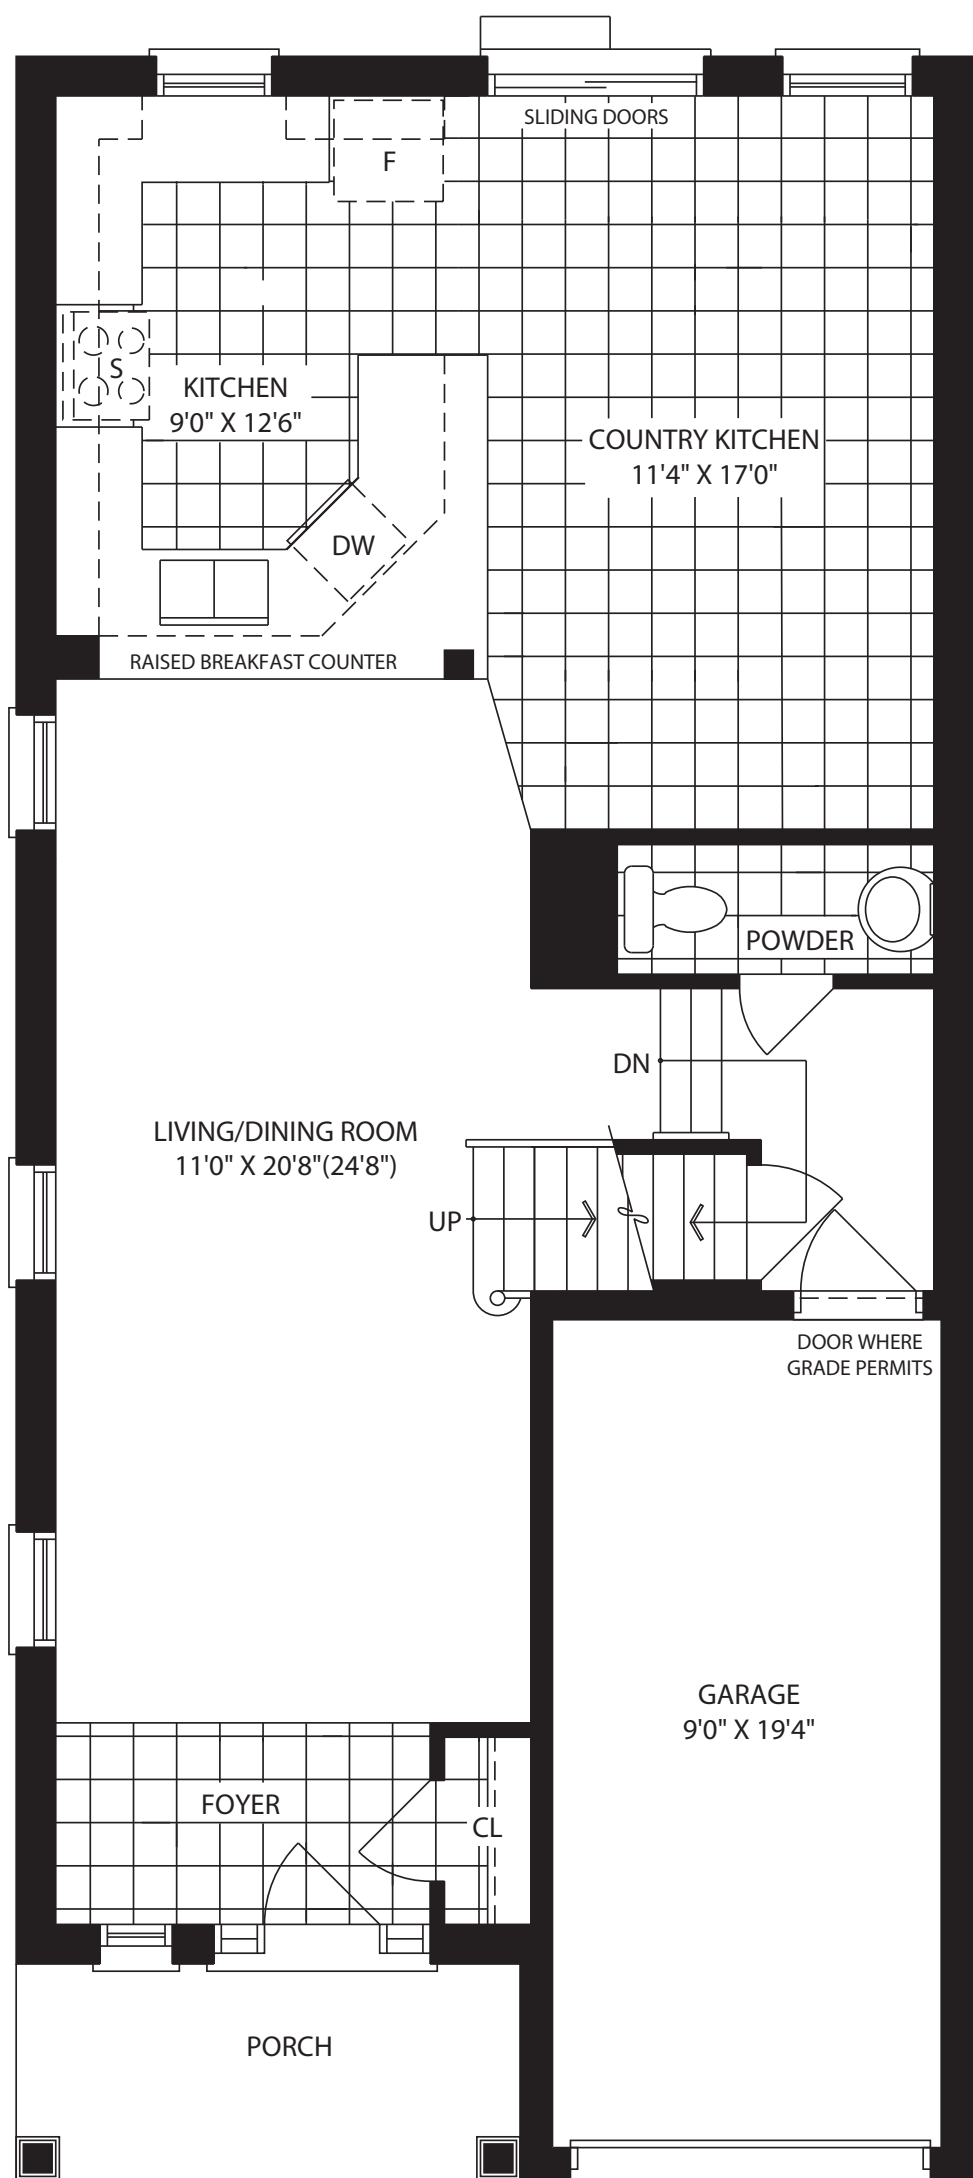 SLIDING DOORS
F
S
KITCHEN
9'0" X 12'6"
COUNTRY KITCHEN
11'4" X 17'0"
DW
RAISED BREAKFAST COUNTER
POWDER
DN
LIVING/DINING ROOM
11'0" X 20'8"(24'8")
UP
DOOR WHERE
GRADE PERMITS
GARAGE
9'0" X 19'4"
FOYER
CL
PORCH